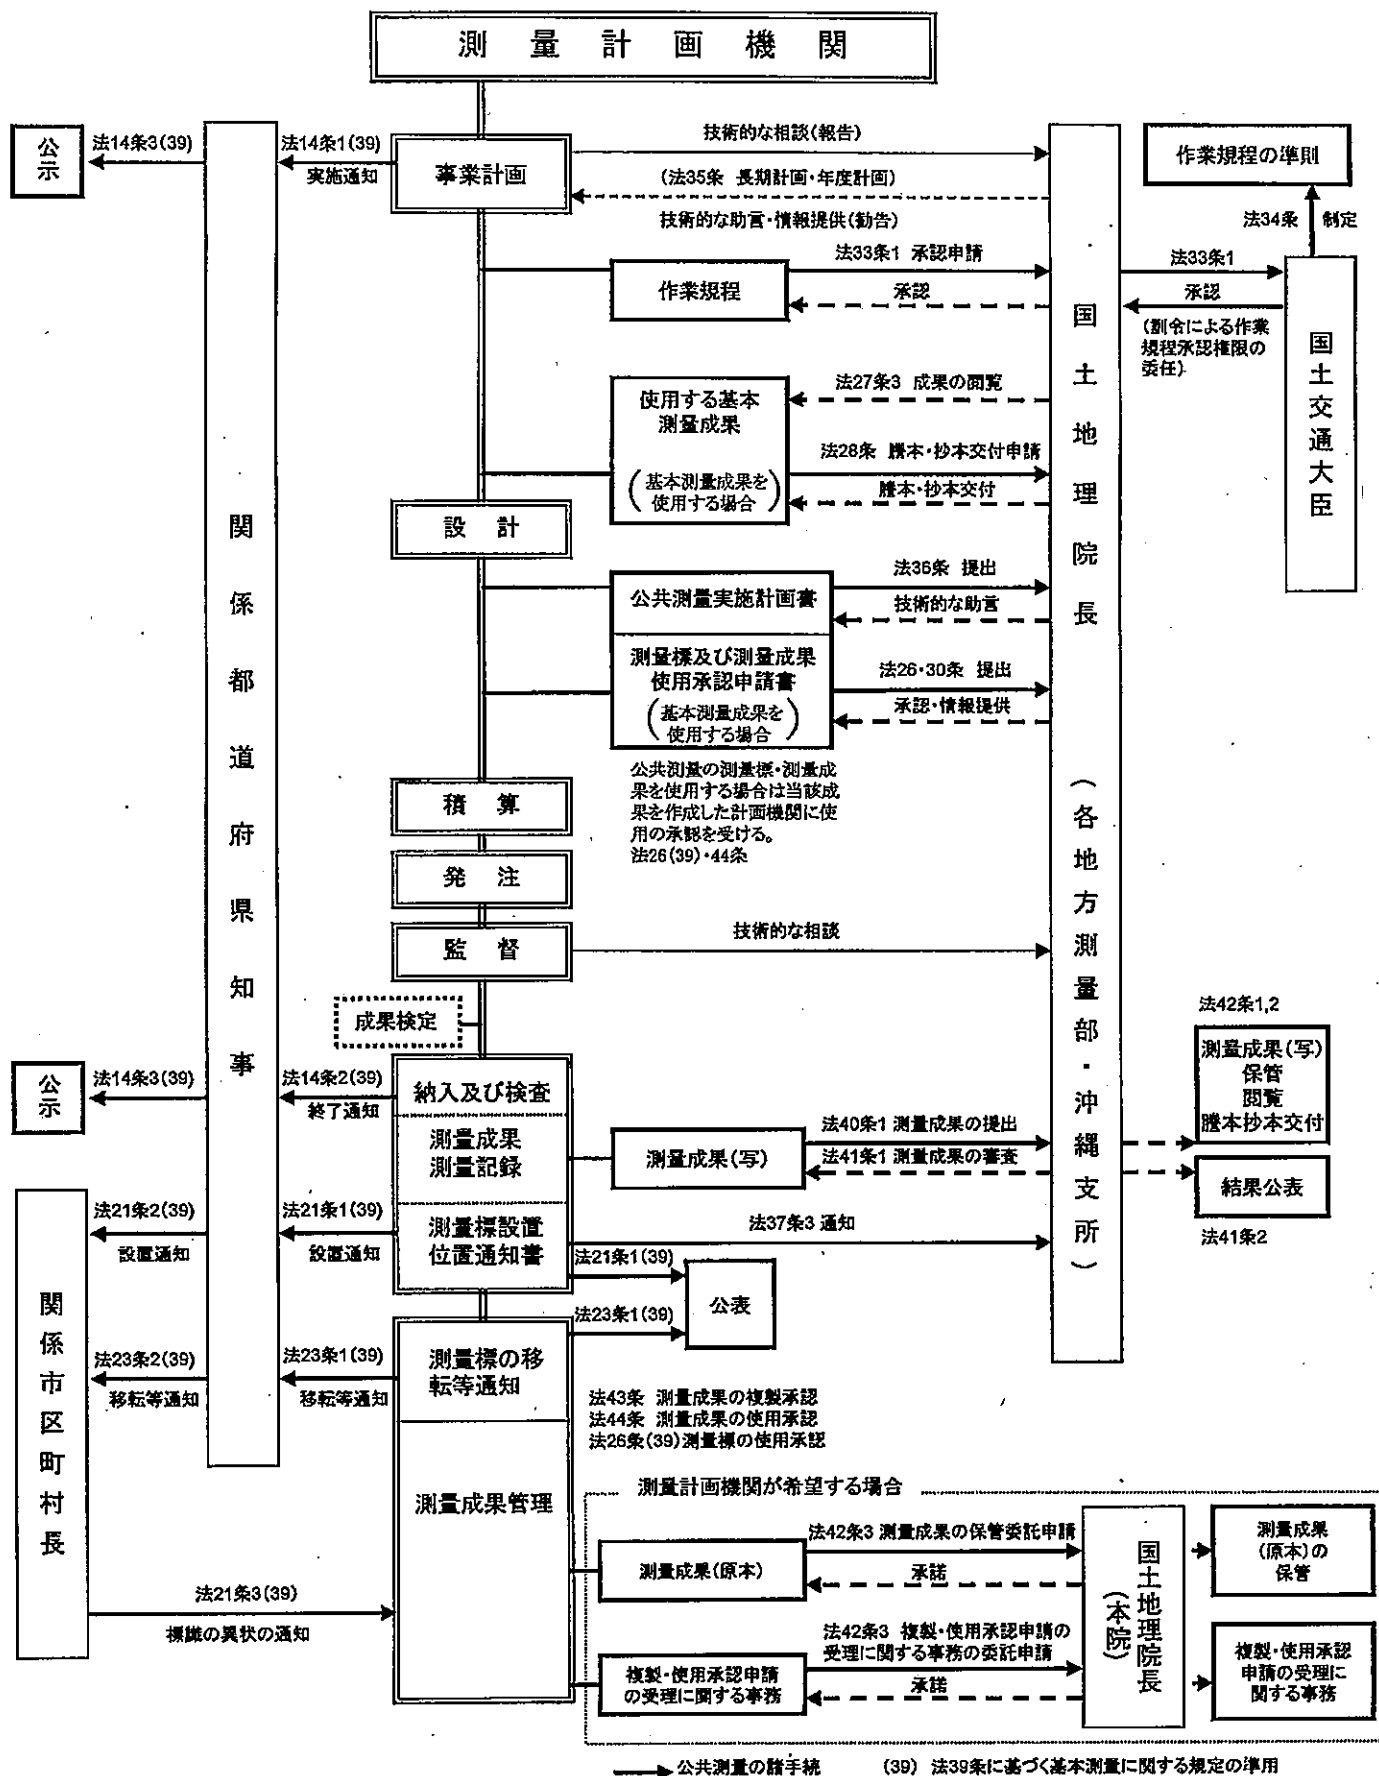 測量計画機関
公示
法14条3(39)
法14条1(39)
実施通知
事業計画
技術的な相談(報告)
(法35条 長期計画・年度計画)
技術的な助言・情報提供(勧告)
作業規程の準則
法34条 制定
法33条1 承認申請
作業規程
承認
法33条1
承認
(訓令による作業
規程承認権限の
委任)
国土交通大臣
国土地理院長(各地方測量部・沖縄支所)
関係都道府県知事
使用する基本
測量成果
(基本測量成果を
使用する場合)
法27条3 成果の閲覧
法28条 謄本・抄本交付申請
謄本・抄本交付
設計
公共測量実施計画書
法36条 提出
技術的な助言
測量標及び測量成果
使用承認申請書
(基本測量成果を
使用する場合)
法26・30条 提出
承認・情報提供
公共測量の測量標・測量成
果を使用する場合は当該成
果を作成した計画機関に使
用の承認を受ける。
法26(39)・44条
積算
発注
監督
技術的な相談
成果検定
公示
法14条3(39)
法14条2(39)
終了通知
納入及び検査
測量成果
測量記録
測量成果(写)
法40条1 測量成果の提出
法41条1 測量成果の審査
法42条1,2
測量成果(写)
保管
閲覧
謄本抄本交付
結果公表
法41条2
法21条2(39)
設置通知
法21条1(39)
設置通知
測量標設置
位置通知書
法37条3 通知
法21条1(39)
公表
法23条1(39)
関係市区町村長
法23条2(39)
移転等通知
法23条1(39)
移転等通知
測量標の移
転等通知
法43条 測量成果の複製承認
法44条 測量成果の使用承認
法26条(39)測量標の使用承認
測量成果管理
測量計画機関が希望する場合
測量成果(原本)
法42条3 測量成果の保管委託申請
承諾
国土地理院長
(本院)
測量成果
(原本)の
保管
法21条3(39)
標識の異状の通知
複製・使用承認申請
の受理に関する事務
法42条3 複製・使用承認申請の
受理に関する事務の委託申請
承諾
複製・使用承認
申請の受理に
関する事務
公共測量の諸手続
(39) 法39条に基づく基本測量に関する規定の準用